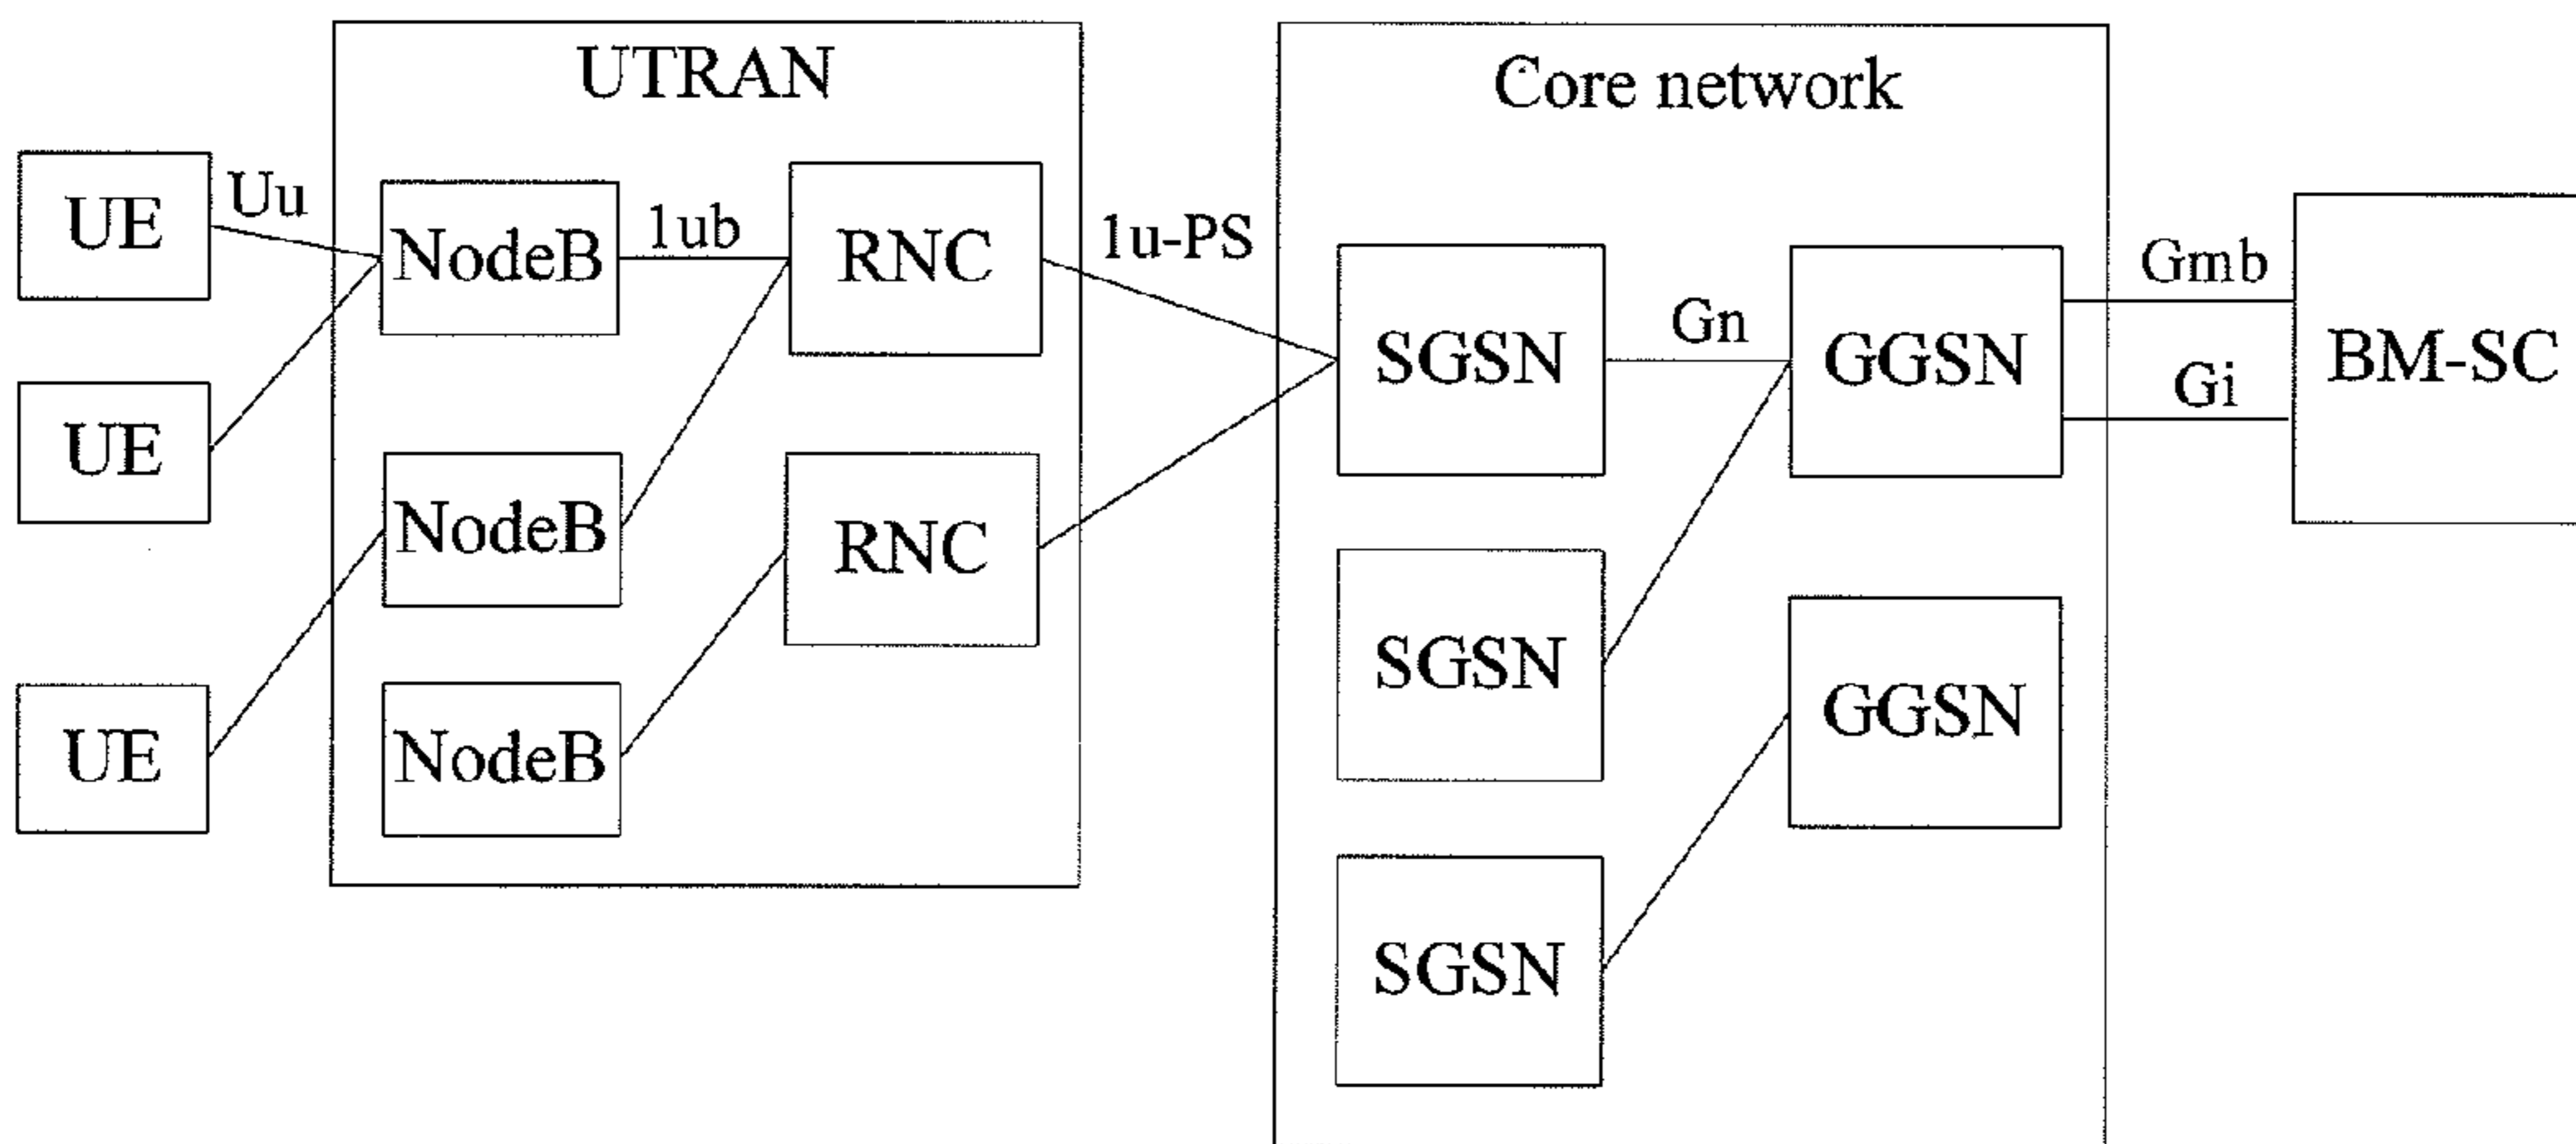 UTRAN
Core network
UE
Uu
NodeB
1ub
RNC
1u-PS
SGSN
Gn
GGSN
Gmb
Gi
BM-SC
UE
NodeB
RNC
SGSN
GGSN
UE
NodeB
SGSN